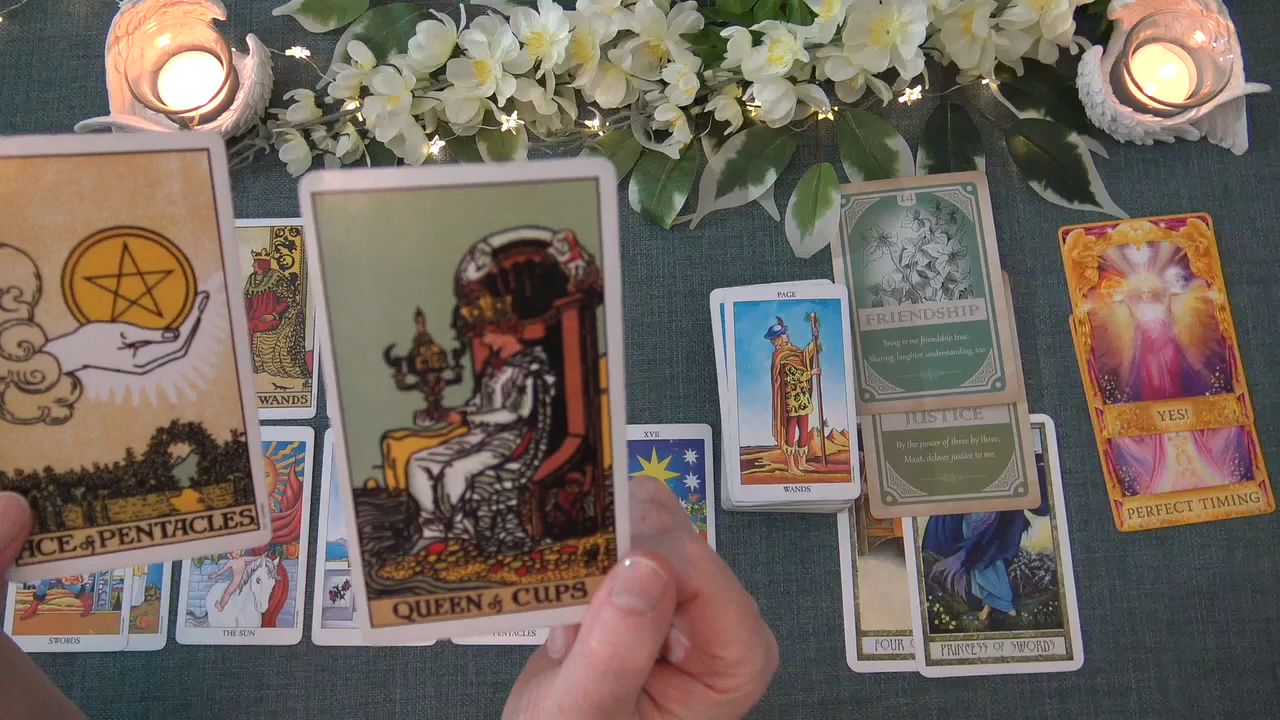 ACE of PENTACLES
QUEEN of CUPS
WANDS
SWORDS
THE SUN
PENTACLES
XVII
PAGE
WANDS
14
FRIENDSHIP
Bring to me friendship true,
Sharing, laughter, understanding, too
JUSTICE
By the power of three by three,
Maat, deliver justice to me.
FOUR
PRINCESS OF SWORDS
YES!
PERFECT TIMING